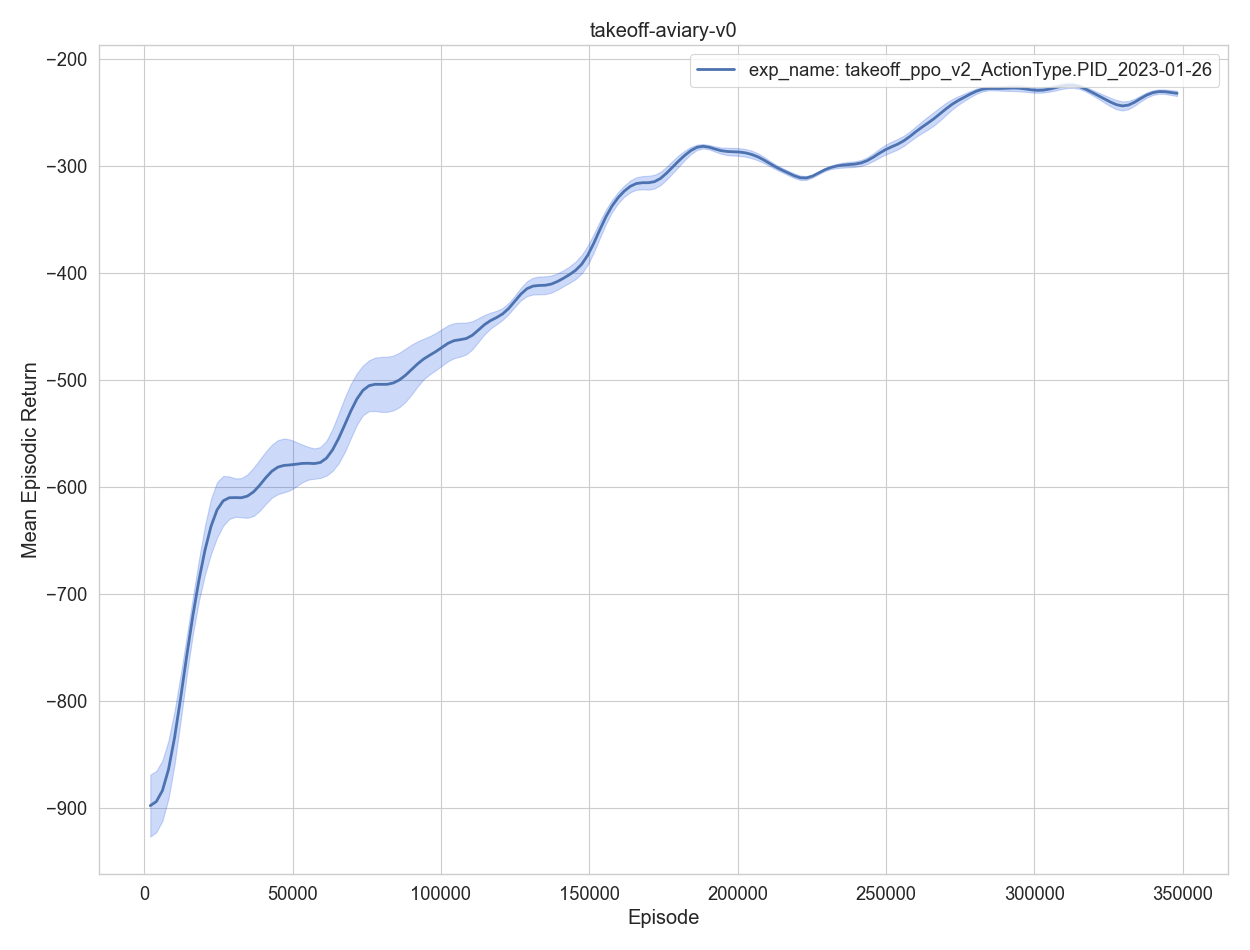 takeoff-aviary-v0
exp_name: takeoff_ppo_v2_ActionType.PID_2023-01-26
−200
−300
−400
−500
−600
−700
−800
−900
Mean Episodic Return
0 50000 100000 150000 200000 250000 300000 350000
Episode